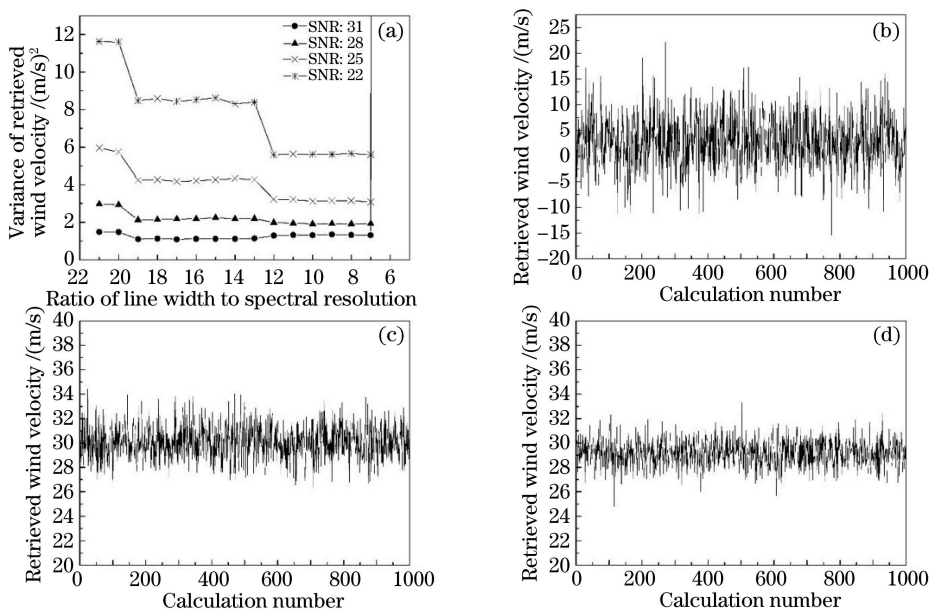 (a)
SNR: 31
SNR: 28
SNR: 25
SNR: 22
Variance of retrieved
wind velocity /(m/s)²
12
10
8
6
4
2
0
22 20 18 16 14 12 10 8 6
Ratio of line width to spectral resolution
(b)
Retrieved wind velocity /(m/s)
25
20
15
10
5
0
−5
−10
−15
−20
0 200 400 600 800 1000
Calculation number
(c)
Retrieved wind velocity /(m/s)
40
38
36
34
32
30
28
26
24
22
20
0 200 400 600 800 1000
Calculation number
(d)
Retrieved wind velocity /(m/s)
40
38
36
34
32
30
28
26
24
22
20
0 200 400 600 800 1000
Calculation number